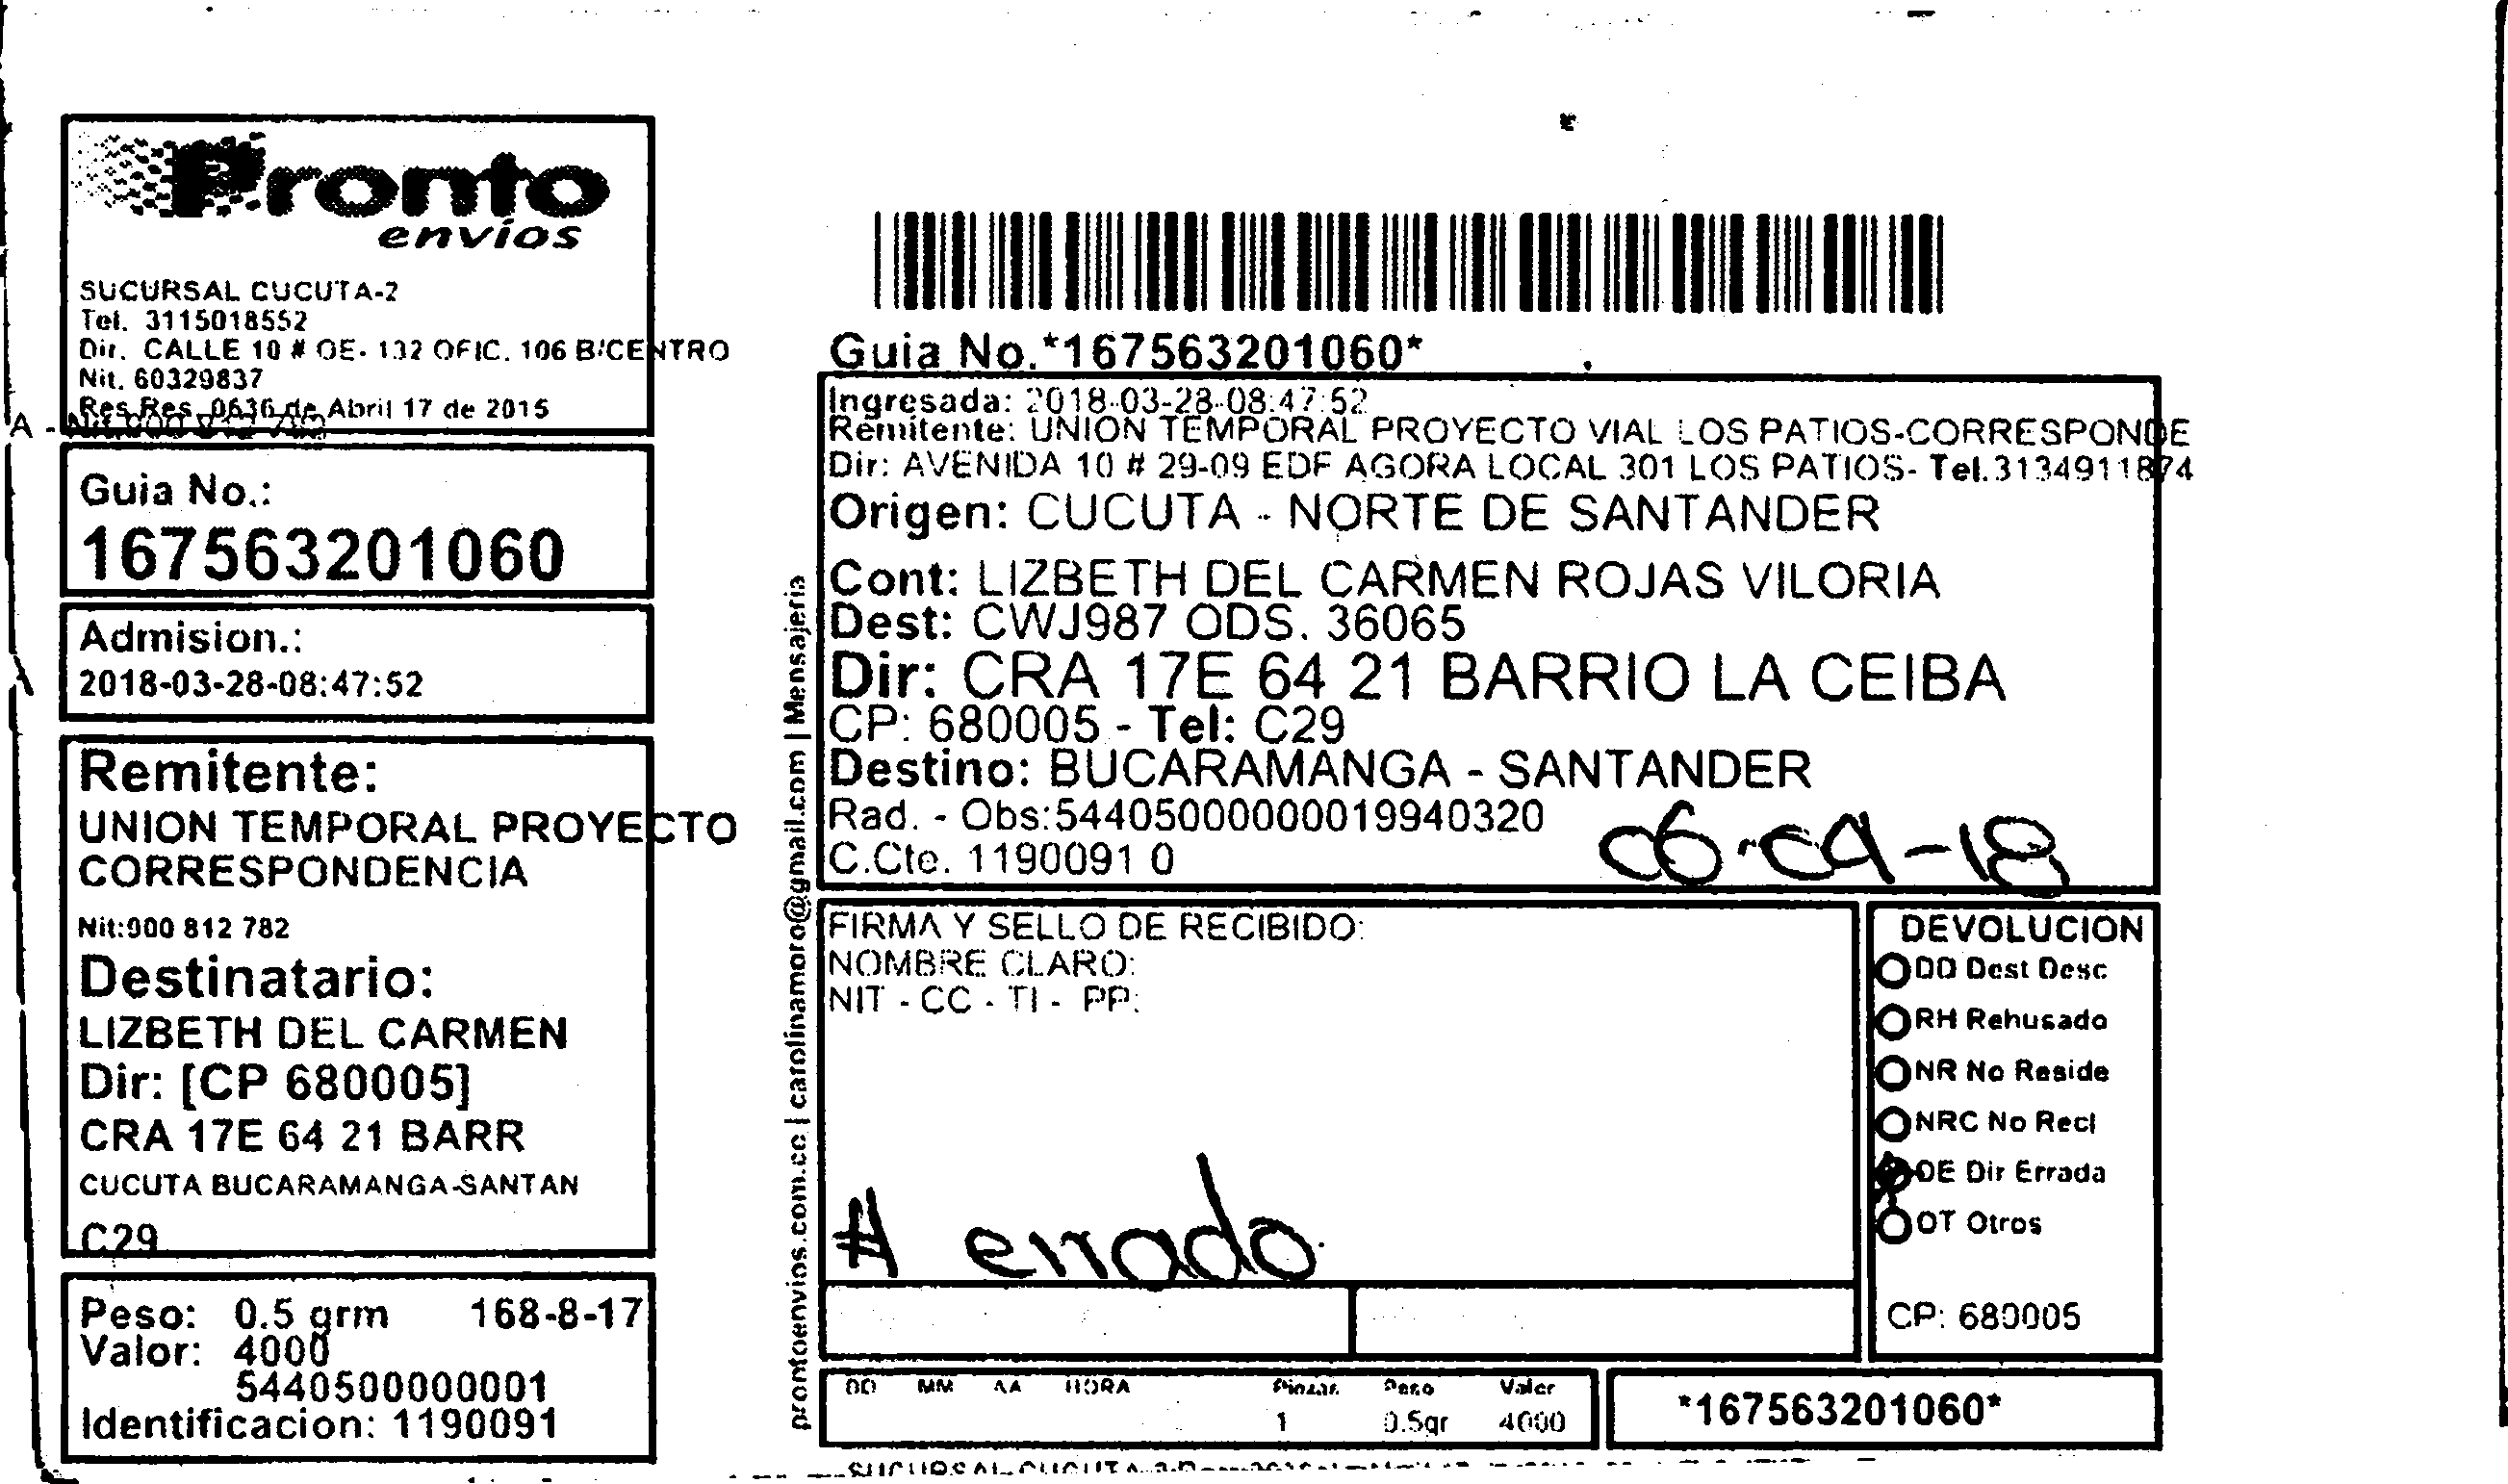 Pronto
envíos
SUCURSAL CUCUTA-2
Tel. 3115018552
Dir. CALLE 10 # OE- 132 OFIC. 106 B/CENTRO
Nit. 60329837
Res Res. 0636 de Abril 17 de 2015
Guia No.:
167563201060
Admision.:
2018-03-28-08:47:52
Remitente:
UNION TEMPORAL PROYECTO
CORRESPONDENCIA
Nit:900 812 782
Destinatario:
LIZBETH DEL CARMEN
Dir: [CP 680005]
CRA 17E 64 21 BARR
CUCUTA BUCARAMANGA-SANTAN
C29
Peso: 0.5 grm 168-8-17
Valor: 4000
5440500000001
Identificacion: 1190091
prontoenvios.com.co | carolinamoro@gmail.com | Mensajeria
Guia No.*167563201060*
Ingresada: 2018-03-28-08:47:52
Remitente: UNION TEMPORAL PROYECTO VIAL LOS PATIOS-CORRESPONDE
Dir: AVENIDA 10 # 29-09 EDF AGORA LOCAL 301 LOS PATIOS- Tel.3134911874
Origen: CUCUTA - NORTE DE SANTANDER
Cont: LIZBETH DEL CARMEN ROJAS VILORIA
Dest: CWJ987 ODS. 36065
Dir: CRA 17E 64 21 BARRIO LA CEIBA
CP: 680005 - Tel: C29
Destino: BUCARAMANGA - SANTANDER
Rad. - Obs:544050000000019940320
C.Cte. 1190091 0
06-04-18
FIRMA Y SELLO DE RECIBIDO:
NOMBRE CLARO:
NIT - CC - TI - PP:
# errado
DEVOLUCION
DD Dest Desc
RH Rehusado
NR No Reside
NRC No Recl
DE Dir Errada
OT Otros
CP: 680005
DD MM AA HORA Piezas Peso Valor
1 0.5gr 4000
*167563201060*